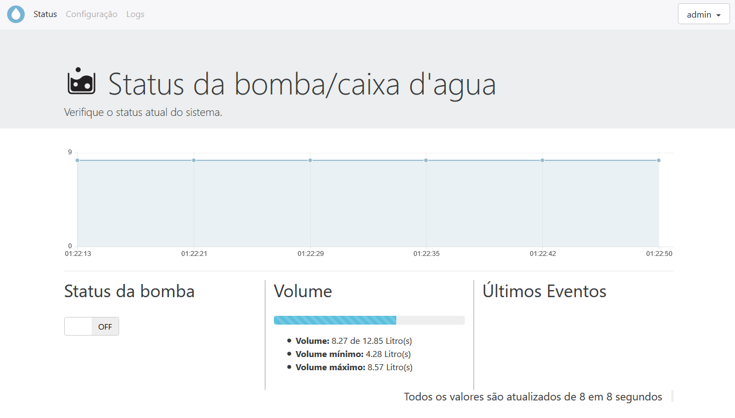 Status Configuração Logs admin
Status da bomba/caixa d'agua
Verifique o status atual do sistema.
9
0
01:22:13 01:22:21 01:22:29 01:22:35 01:22:42 01:22:50
Status da bomba
OFF
Volume
Volume: 8.27 de 12.85 Litro(s)
Volume mínimo: 4.28 Litro(s)
Volume máximo: 8.57 Litro(s)
Últimos Eventos
Todos os valores são atualizados de 8 em 8 segundos